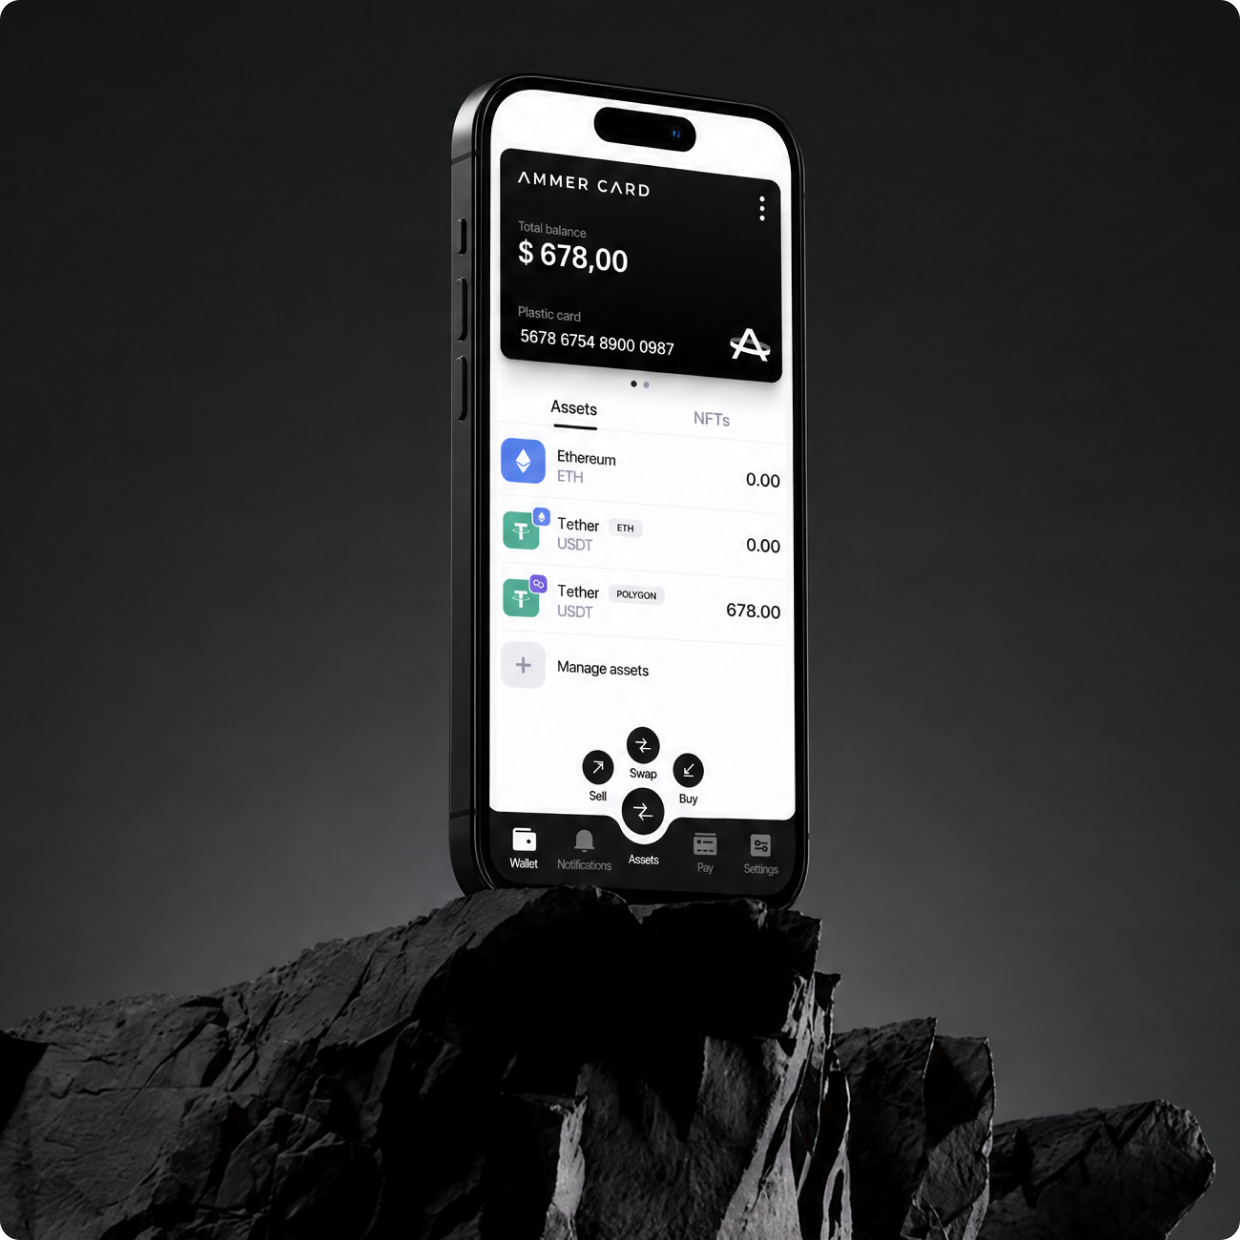 AMMER CARD
Total balance
$ 678,00
Plastic card
5678 6754 8900 0987
Assets
NFTs
Ethereum
ETH
0.00
Tether ETH
USDT
0.00
Tether POLYGON
USDT
678.00
Manage assets
Swap
Sell
Buy
Wallet
Notifications
Assets
Pay
Settings